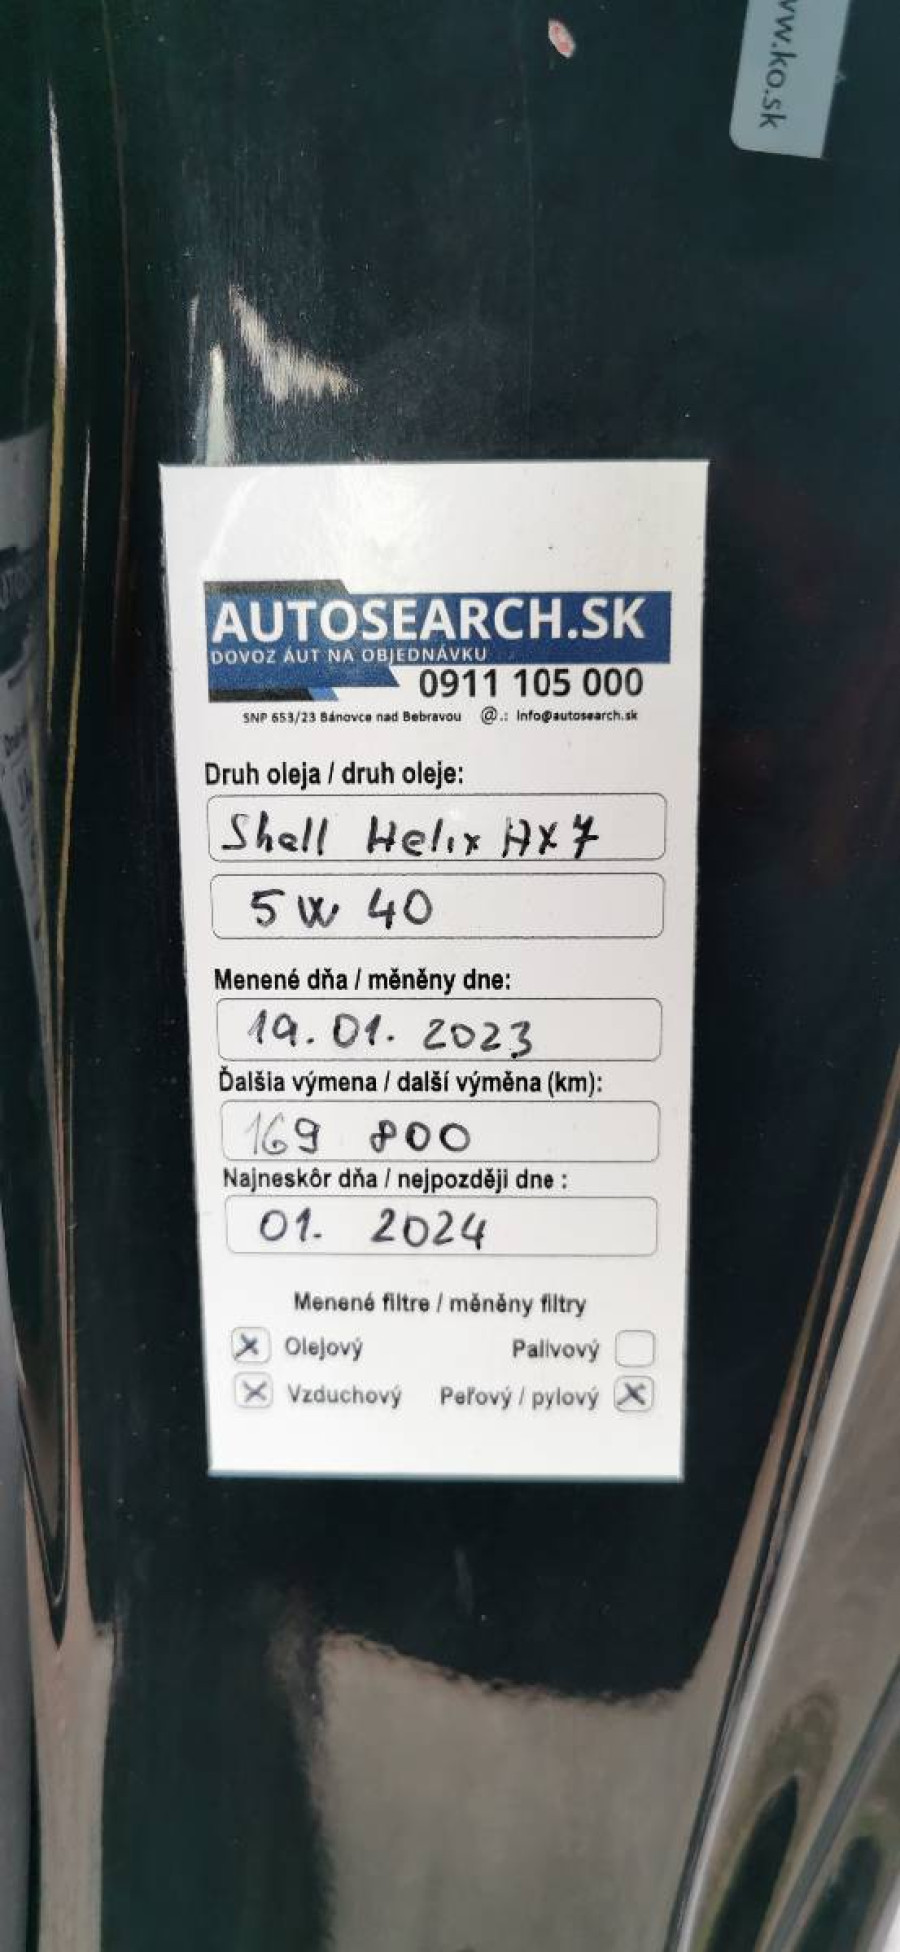 ww.ko.sk
AUTOSEARCH.SK
DOVOZ ÁUT NA OBJEDNÁVKU
0911 105 000
SNP 653/23 Bánovce nad Bebravou @.: Info@autosearch.sk
Druh oleja / druh oleje:
Shell Helix HX7
5W 40
Menené dňa / měněny dne:
19.01.2023
Ďalšia výmena / další výměna (km):
169 800
Najneskôr dňa / nejpozději dne :
01. 2024
Menené filtre / měněny filtry
Olejový Palivový
Vzduchový Peľový / pylový